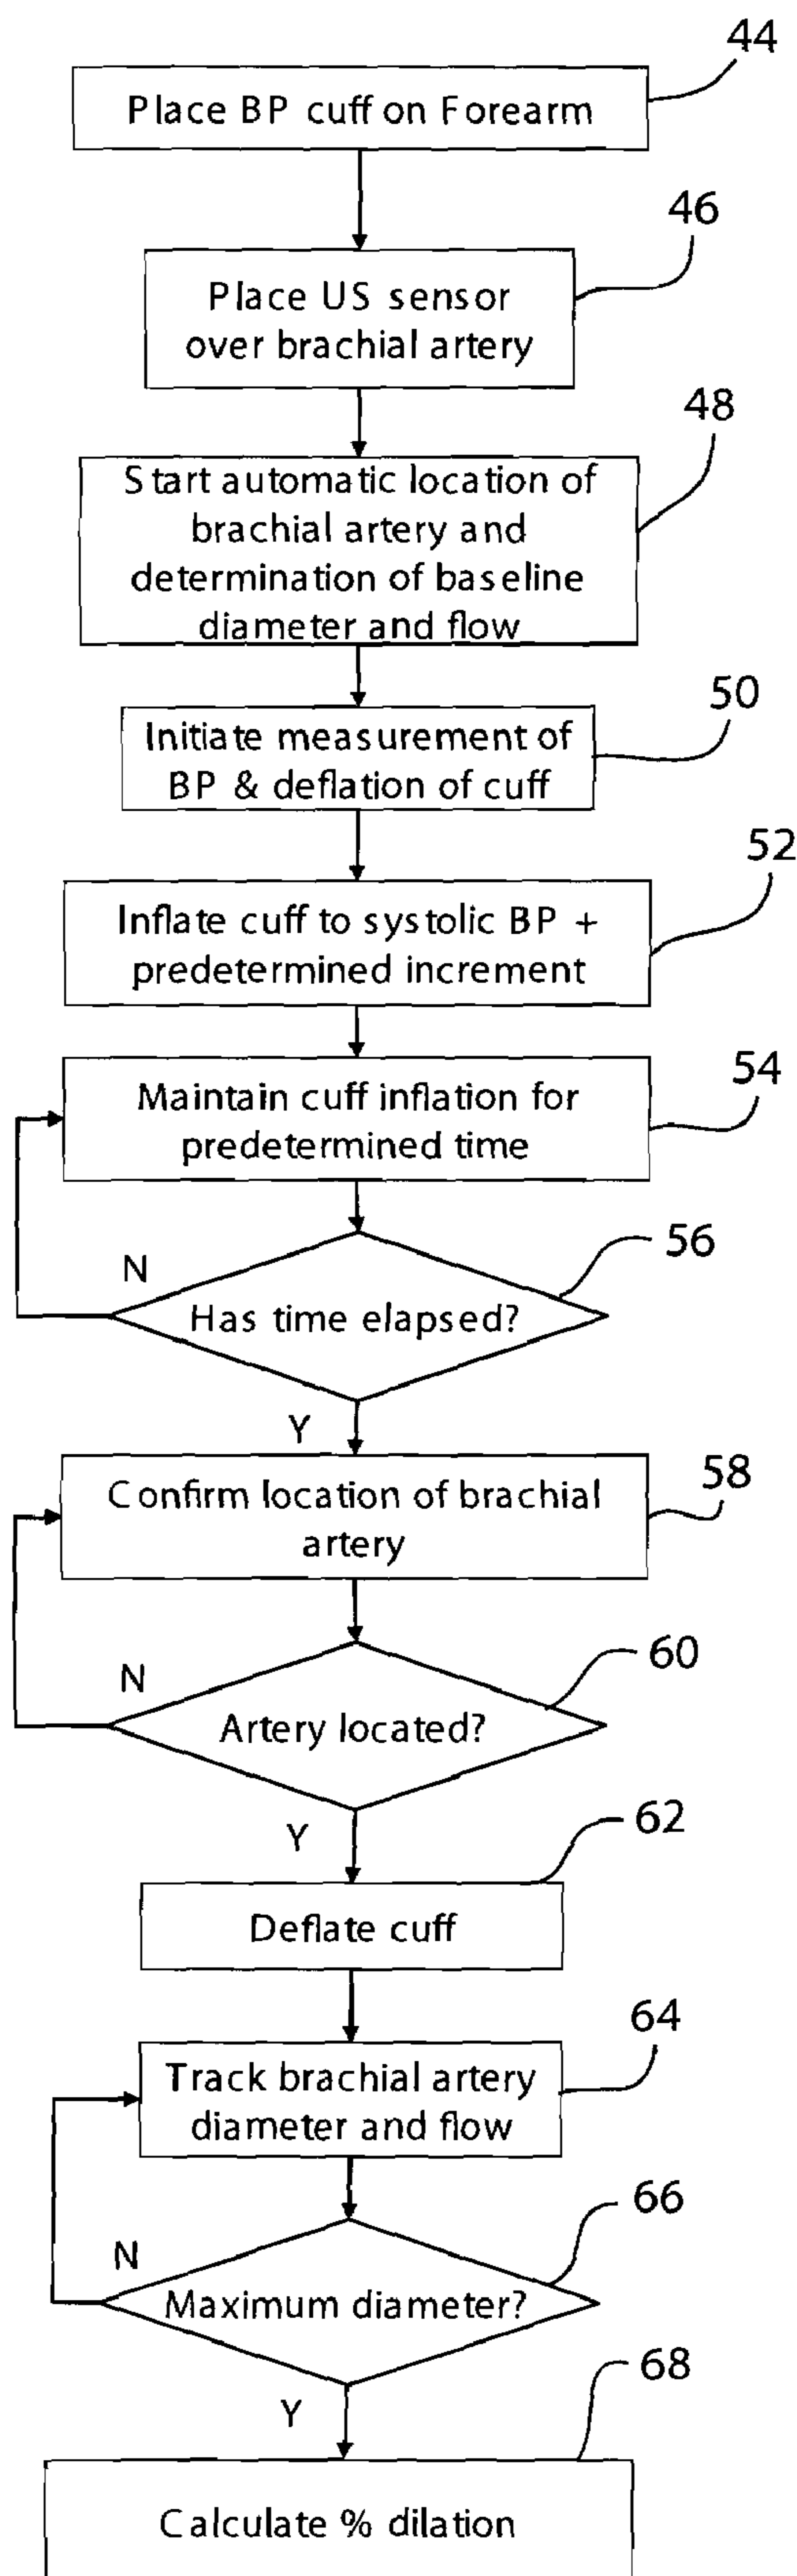 44
Place BP cuff on Forearm
46
Place US sensor
over brachial artery
48
Start automatic location of
brachial artery and
determination of baseline
diameter and flow
50
Initiate measurement of
BP & deflation of cuff
52
Inflate cuff to systolic BP +
predetermined increment
54
Maintain cuff inflation for
predetermined time
56
N
Has time elapsed?
Y
58
Confirm location of brachial
artery
60
N
Artery located?
Y
62
Deflate cuff
64
Track brachial artery
diameter and flow
66
N
Maximum diameter?
Y
68
Calculate % dilation